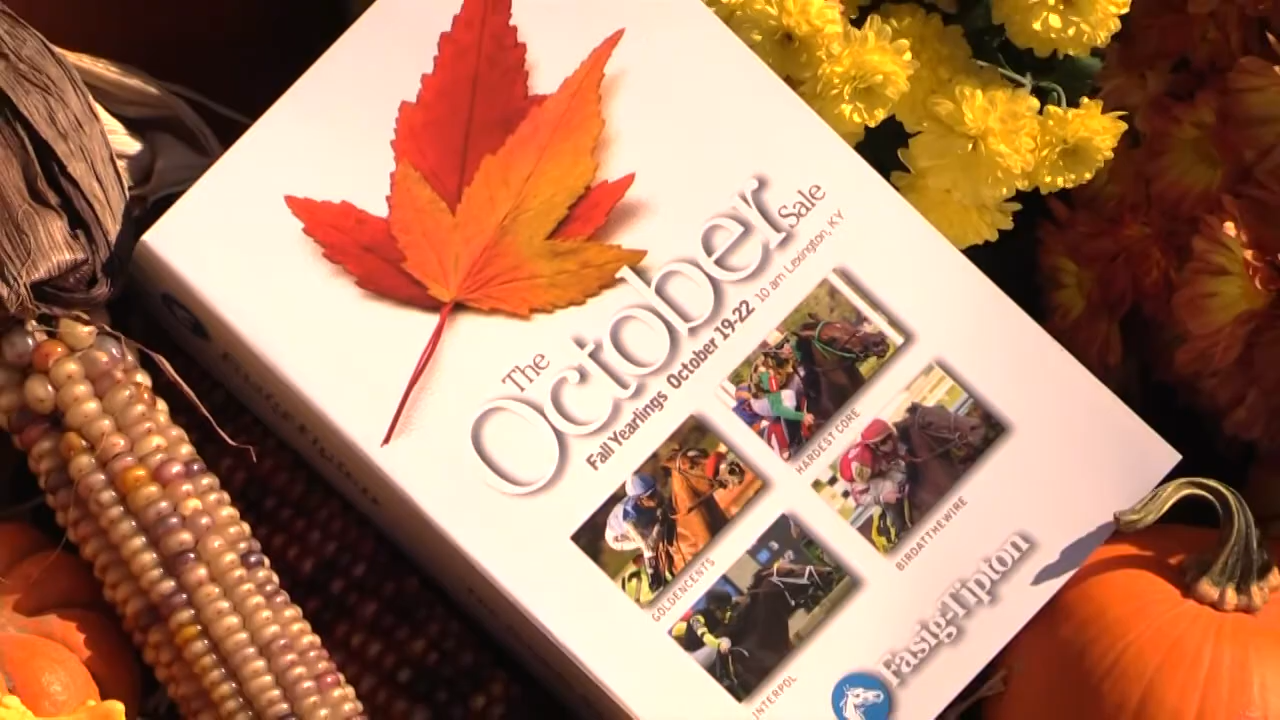 The
October
Sale
Fall Yearlings October 19-22 10 am Lexington, KY
HARDEST CORE
GOLDENCENTS
BIRDATTHEWIRE
INTERPOL
Fasig-Tipton